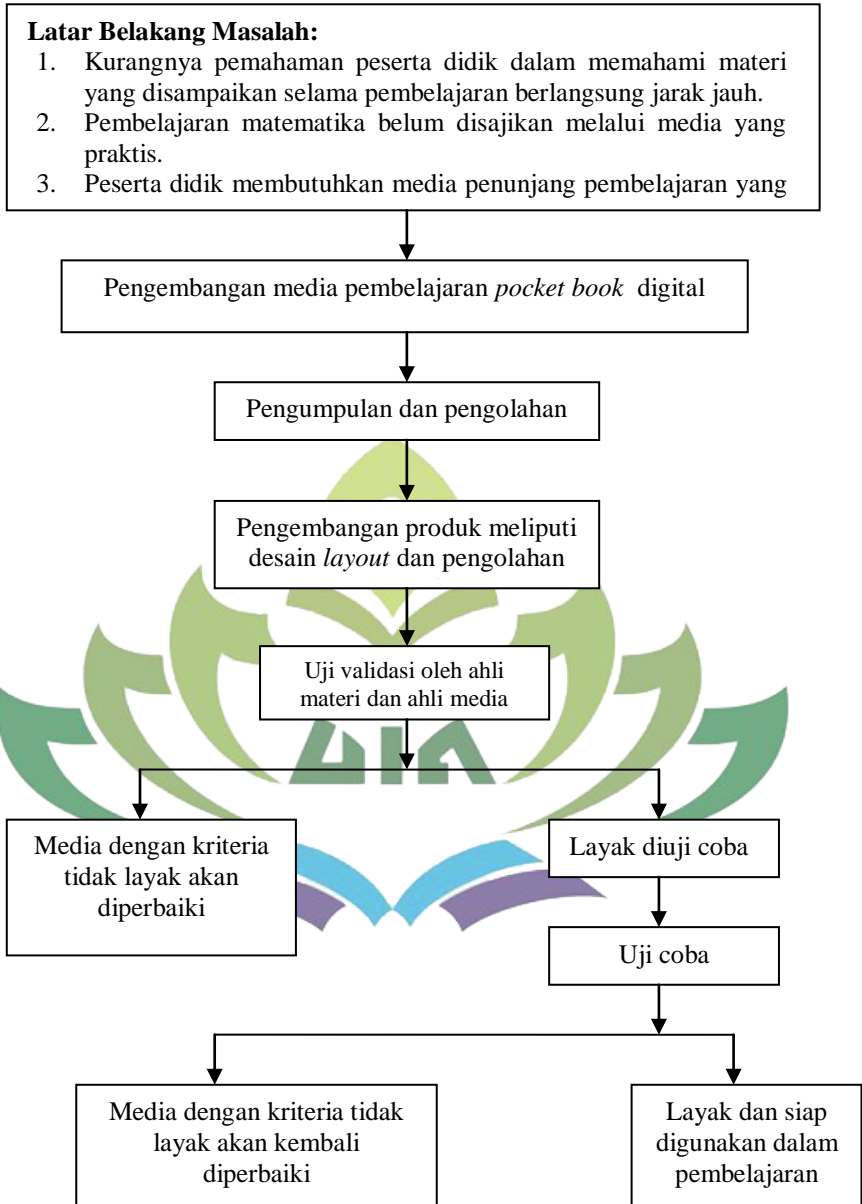 Latar Belakang Masalah:
1. Kurangnya pemahaman peserta didik dalam memahami materi
yang disampaikan selama pembelajaran berlangsung jarak jauh.
2. Pembelajaran matematika belum disajikan melalui media yang
praktis.
3. Peserta didik membutuhkan media penunjang pembelajaran yang
Pengembangan media pembelajaran pocket book digital
Pengumpulan dan pengolahan
Pengembangan produk meliputi
desain layout dan pengolahan
Uji validasi oleh ahli
materi dan ahli media
UIN
Media dengan kriteria
tidak layak akan
diperbaiki
Layak diuji coba
Uji coba
Media dengan kriteria tidak
layak akan kembali
diperbaiki
Layak dan siap
digunakan dalam
pembelajaran